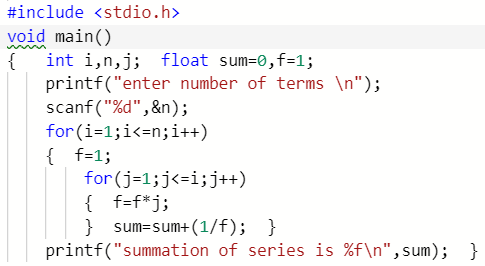 #include <stdio.h>
void main()
{   int i,n,j;  float sum=0,f=1;
    printf("enter number of terms \n");
    scanf("%d",&n);
    for(i=1;i<=n;i++)
    {  f=1;
        for(j=1;j<=i;j++)
        {  f=f*j;
        }  sum=sum+(1/f);  }
    printf("summation of series is %f\n",sum);  }